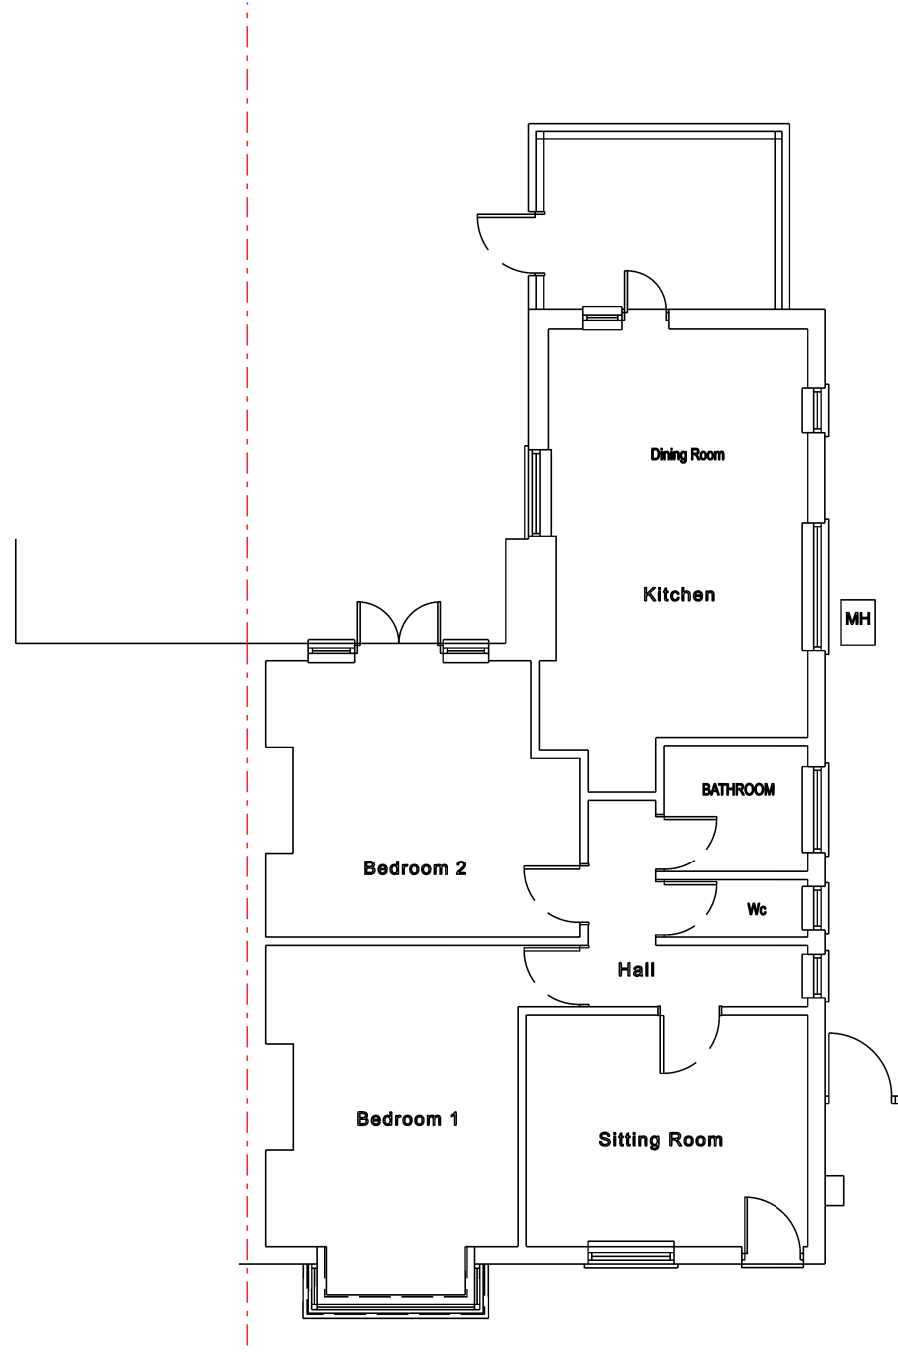 Dining Room
Kitchen
MH
BATHROOM
Bedroom 2
Wc
Hall
Bedroom 1
Sitting Room